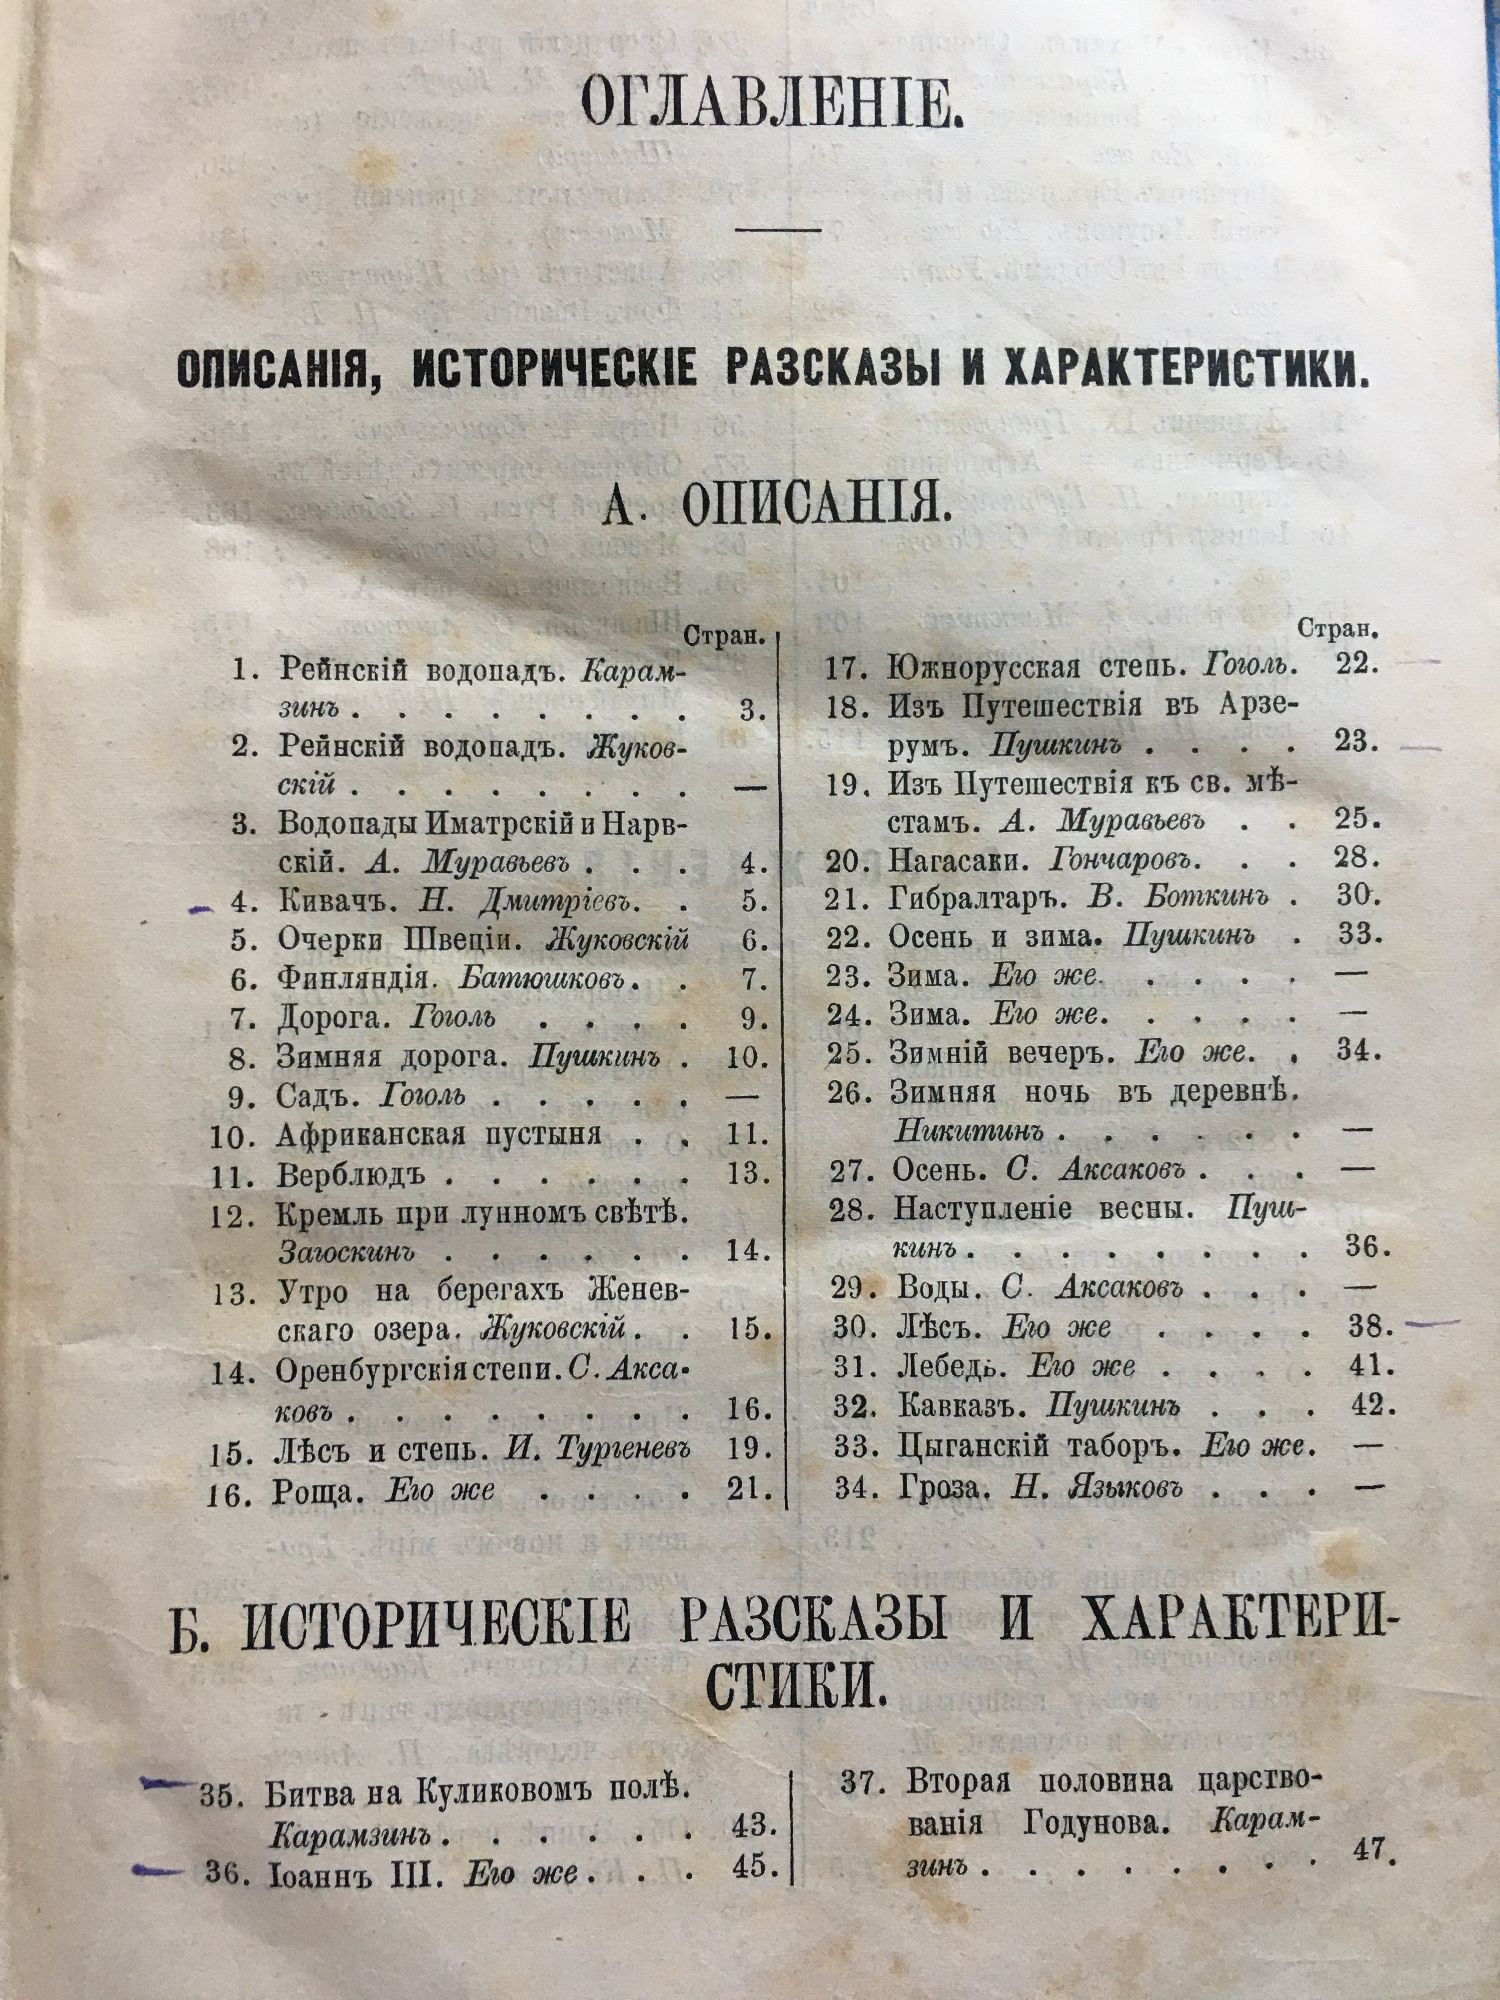 ОГЛАВЛЕНІЕ.
ОПИСАНІЯ, ИСТОРИЧЕСКІЕ РАЗСКАЗЫ И ХАРАКТЕРИСТИКИ.
А. ОПИСАНІЯ.
Стран.
1. Рейнскій водопадъ. Карам-
зинъ . . . . . . . . 3.
2. Рейнскій водопадъ. Жуков-
скій . . . . . . . . —
3. Водопады Иматрскій и Нарв-
скій. А. Муравьевъ . . . 4.
4. Кивачъ. Н. Дмитріевъ. . 5.
5. Очерки Швеціи. Жуковскій 6.
6. Финляндія. Батюшковъ. . 7.
7. Дорога. Гоголь . . . . 9.
8. Зимняя дорога. Пушкинъ . 10.
9. Садъ. Гоголь . . . . . —
10. Африканская пустыня . . 11.
11. Верблюдъ . . . . . . 13.
12. Кремль при лунномъ свѣтѣ.
Загоскинъ . . . . . . 14.
13. Утро на берегахъ Женев-
скаго озера. Жуковскій. . 15.
14. Оренбургскія степи. С. Акса-
ковъ . . . . . . . . 16.
15. Лѣсъ и степь. И. Тургеневъ 19.
16. Роща. Его же . . . . 21.
Стран.
17. Южнорусская степь. Гоголь. 22.
18. Изъ Путешествія въ Арзе-
румъ. Пушкинъ . . . . 23.
19. Изъ Путешествія къ св. мѣ-
стамъ. А. Муравьевъ . . 25.
20. Нагасаки. Гончаровъ. . . 28.
21. Гибралтаръ. В. Боткинъ . 30.
22. Осень и зима. Пушкинъ . 33.
23. Зима. Его же. . . . . —
24. Зима. Его же. . . . . —
25. Зимній вечеръ. Его же. . 34.
26. Зимняя ночь въ деревнѣ.
Никитинъ . . . . . . —
27. Осень. С. Аксаковъ . . . —
28. Наступленіе весны. Пуш-
кинъ . . . . . . . . 36.
29. Воды. С. Аксаковъ . . . —
30. Лѣсъ. Его же . . . . 38.
31. Лебедь. Его же . . . . 41.
32. Кавказъ. Пушкинъ . . . 42.
33. Цыганскій таборъ. Его же. —
34. Гроза. Н. Языковъ . . . —
Б. ИСТОРИЧЕСКІЕ РАЗСКАЗЫ И ХАРАКТЕРИ-
СТИКИ.
35. Битва на Куликовомъ полѣ.
Карамзинъ . . . . . . 43.
36. Іоаннъ III. Его же . . . 45.
37. Вторая половина царство-
ванія Годунова. Карам-
зинъ . . . . . . . . 47.